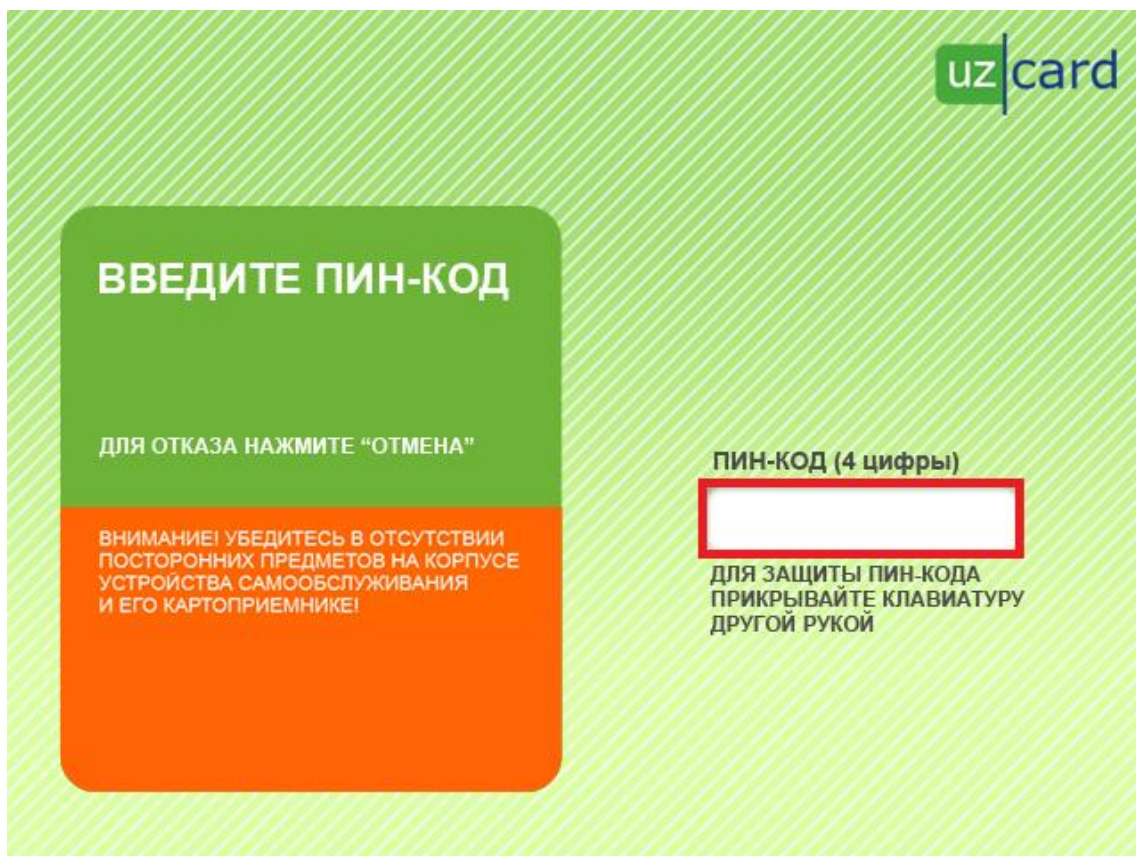 uz card
ВВЕДИТЕ ПИН-КОД
ДЛЯ ОТКАЗА НАЖМИТЕ “ОТМЕНА”
ВНИМАНИЕ! УБЕДИТЕСЬ В ОТСУТСТВИИ
ПОСТОРОННИХ ПРЕДМЕТОВ НА КОРПУСЕ
УСТРОЙСТВА САМООБСЛУЖИВАНИЯ
И ЕГО КАРТОПРИЕМНИКЕ!
ПИН-КОД (4 цифры)
ДЛЯ ЗАЩИТЫ ПИН-КОДА
ПРИКРЫВАЙТЕ КЛАВИАТУРУ
ДРУГОЙ РУКОЙ